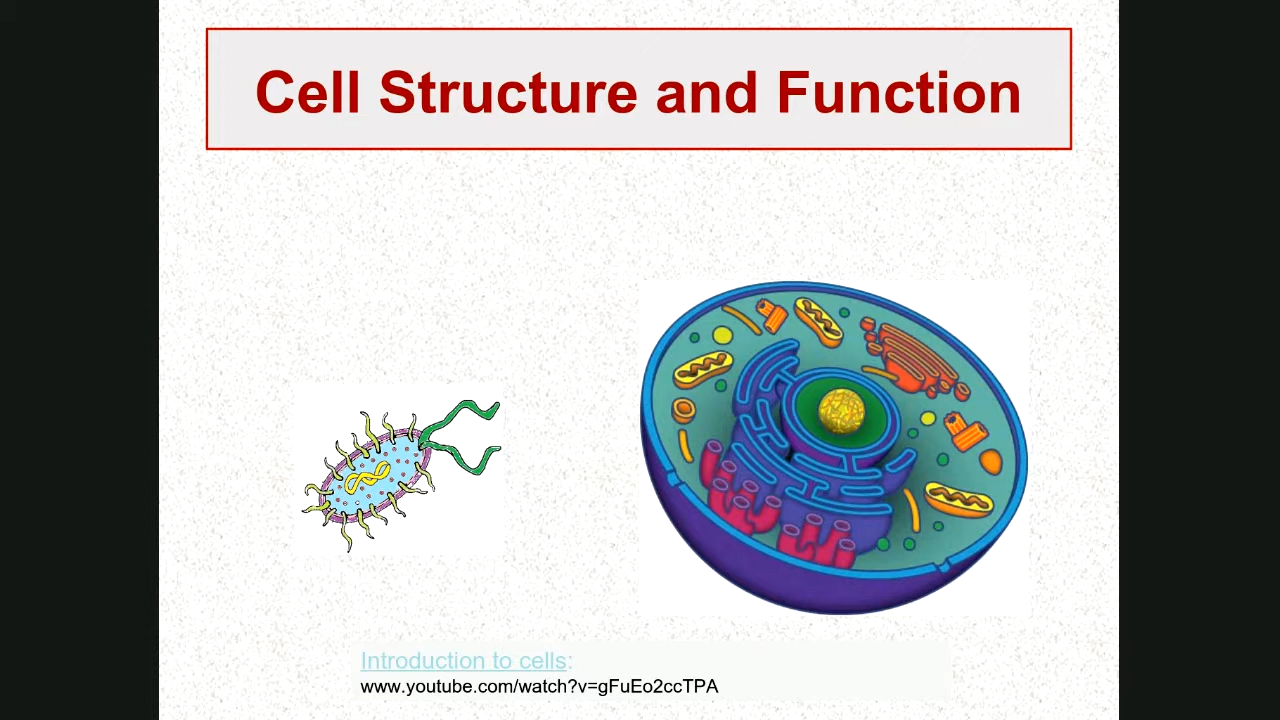 Cell Structure and Function
Introduction to cells:
www.youtube.com/watch?v=gFuEo2ccTPA